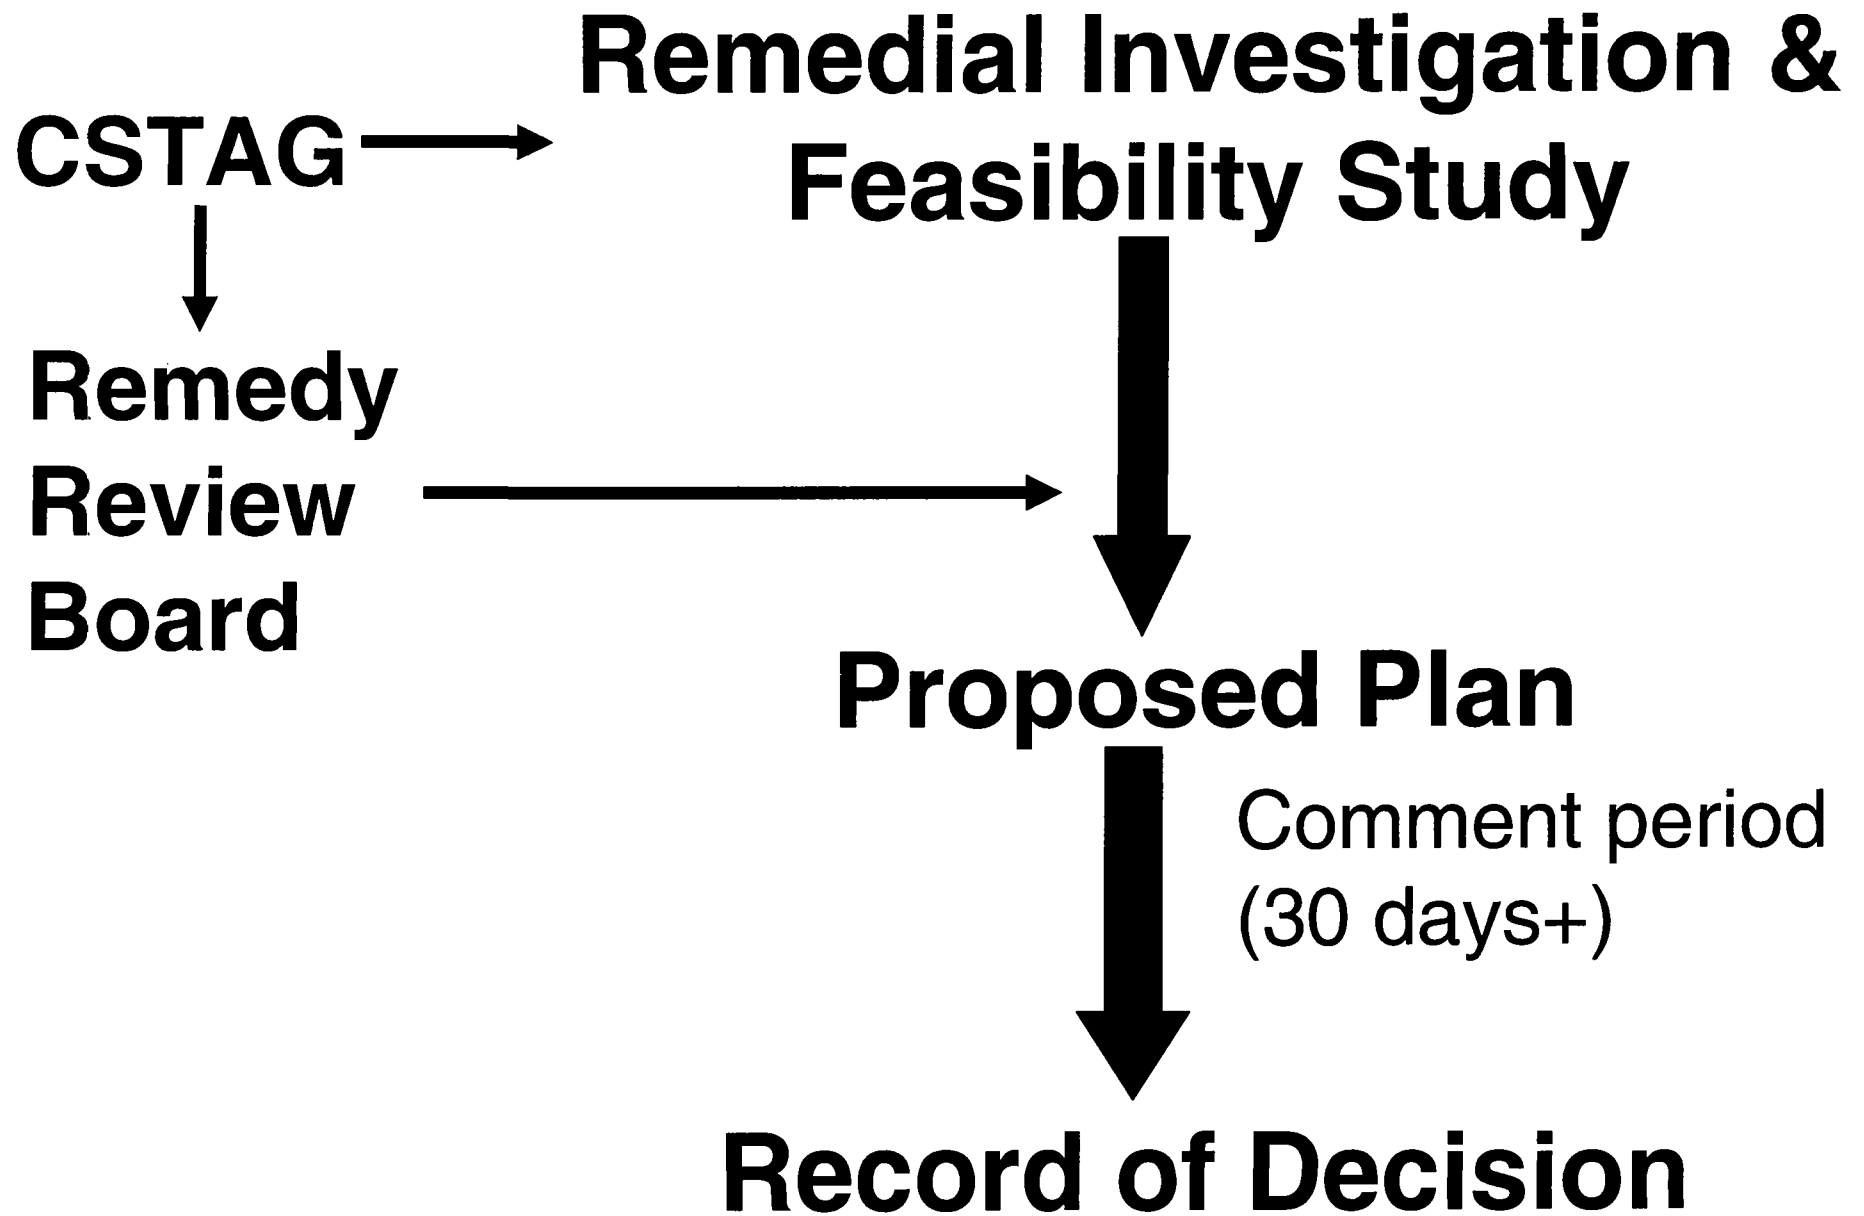 Remedial Investigation &
Feasibility Study
CSTAG
Remedy
Review
Board
Proposed Plan
Comment period
(30 days+)
Record of Decision